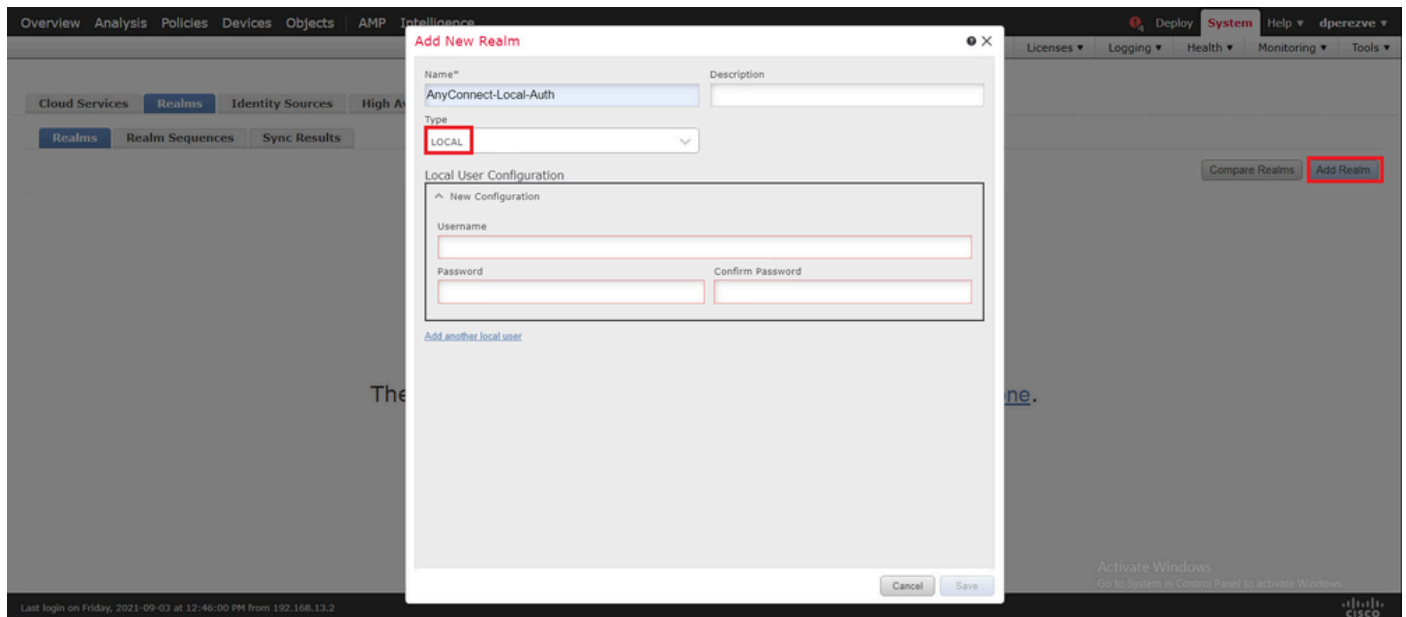 Overview Analysis Policies Devices Objects AMP Intelligence 4 Deploy System Help dperezve
Add New Realm
Licenses Logging Health Monitoring Tools
Name* Description
AnyConnect-Local-Auth
Cloud Services Realms Identity Sources High Av
Type
Realms Realm Sequences Sync Results
LOCAL
Compare Realms Add Realm
Local User Configuration
New Configuration
Username
Password Confirm Password
Add another local user
The
ne.
Activate Windows
Go to System in Control Panel to activate Windows.
Cancel Save
Last login on Friday, 2021-09-03 at 12:46:00 PM from 192.168.13.2
CISCO